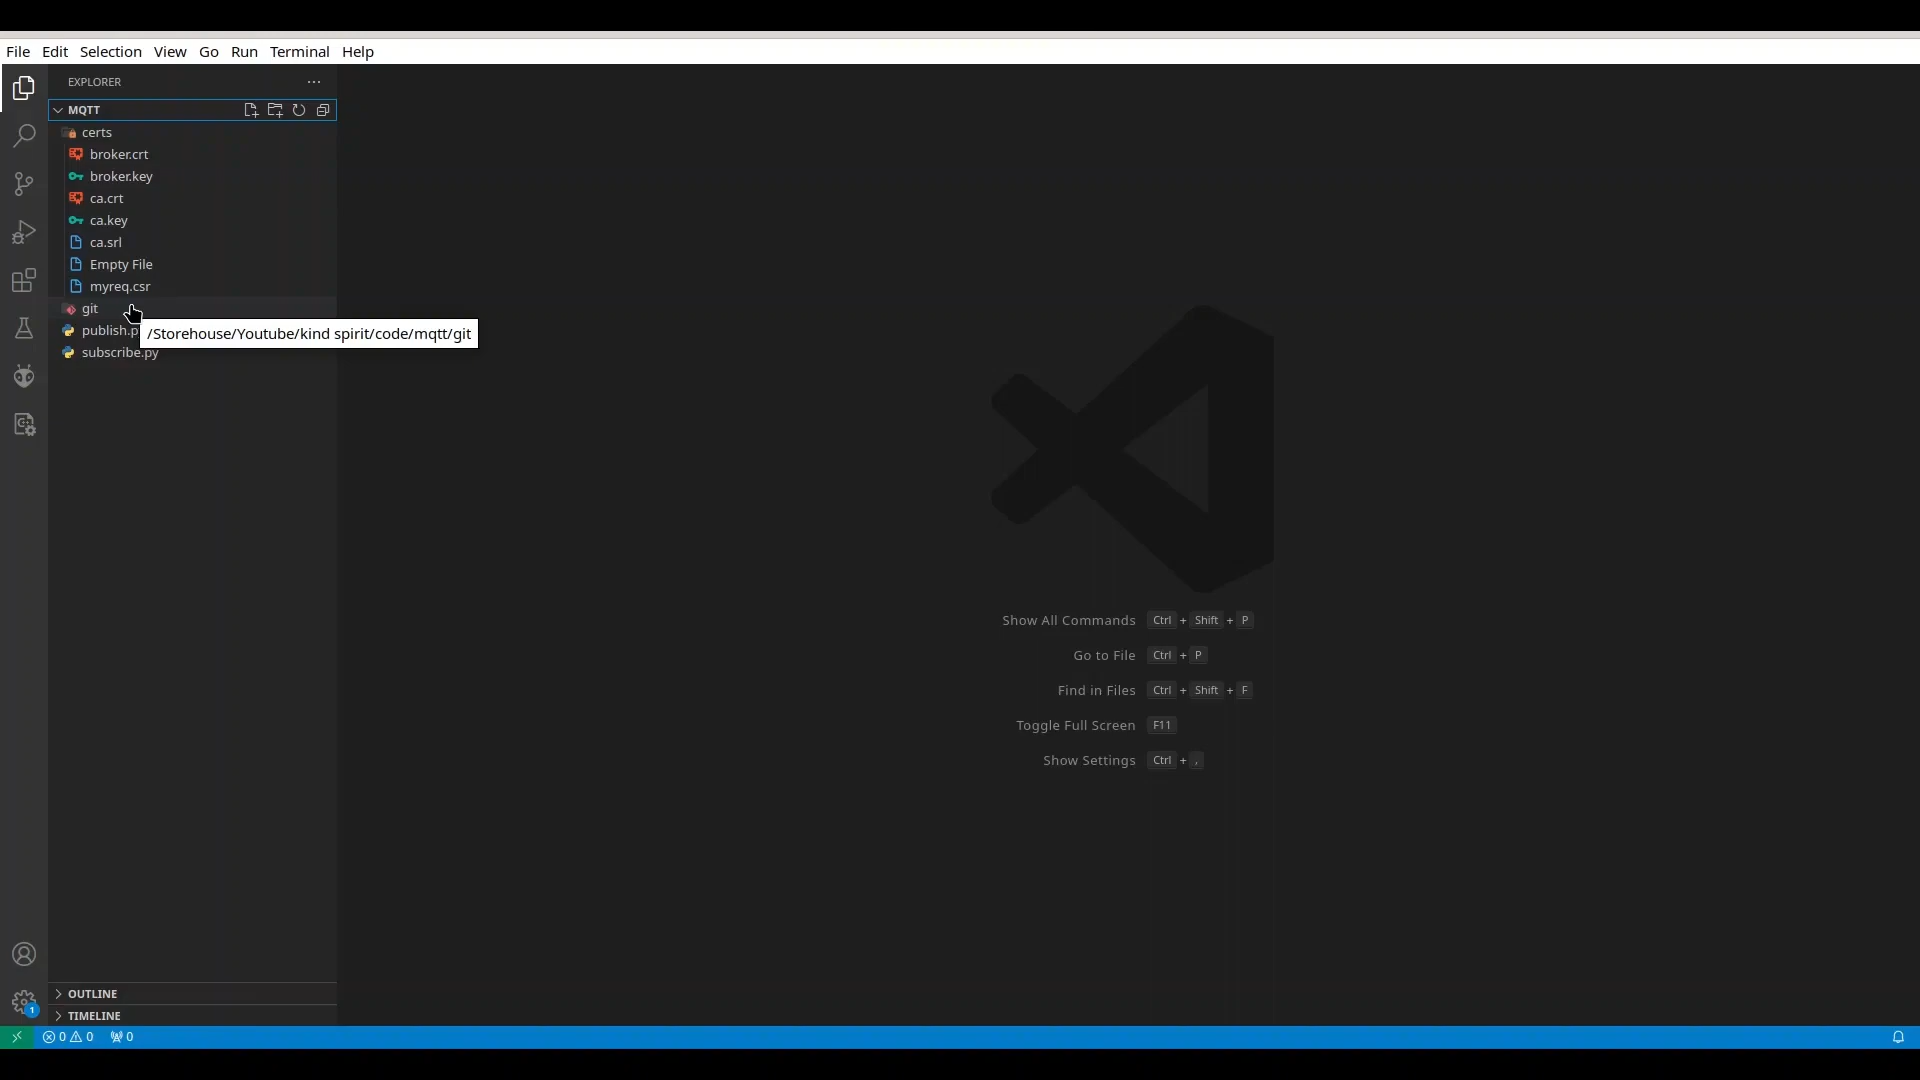 File Edit Selection View Go Run Terminal Help
EXPLORER
MQTT
certs
broker.crt
broker.key
ca.crt
ca.key
ca.srl
Empty File
myreq.csr
git
/Storehouse/Youtube/kind spirit/code/mqtt/git
publish.p
subscribe.py
Show All Commands Ctrl + Shift + P
Go to File Ctrl + P
Find in Files Ctrl + Shift + F
Toggle Full Screen F11
Show Settings Ctrl + ,
OUTLINE
1
TIMELINE
0 0 0